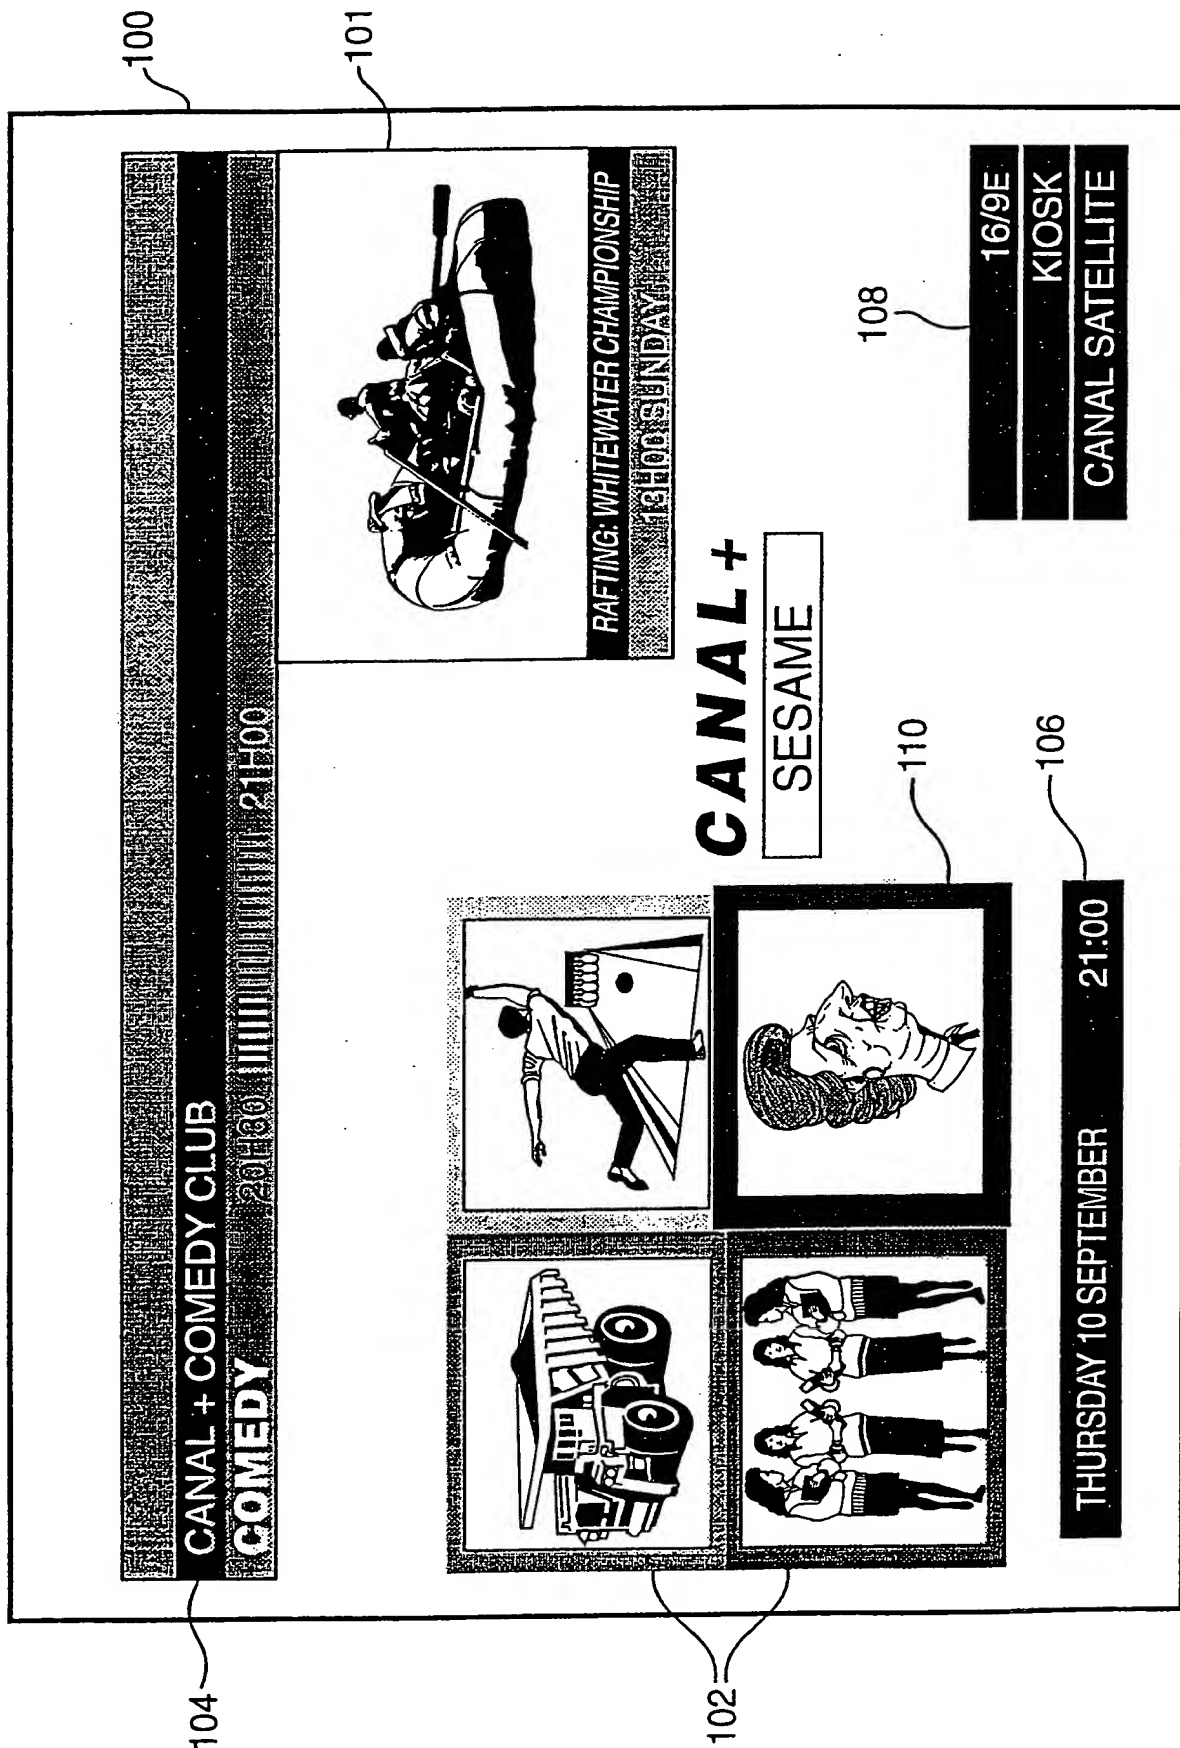 100
104
CANAL + COMEDY CLUB
COMEDY 20H30 21H00
101
RAFTING: WHITEWATER CHAMPIONSHIP
18H00 SUNDAY
CANAL+
SESAME
102
110
108
16/9E
KIOSK
CANAL SATELLITE
THURSDAY 10 SEPTEMBER 21:00
106